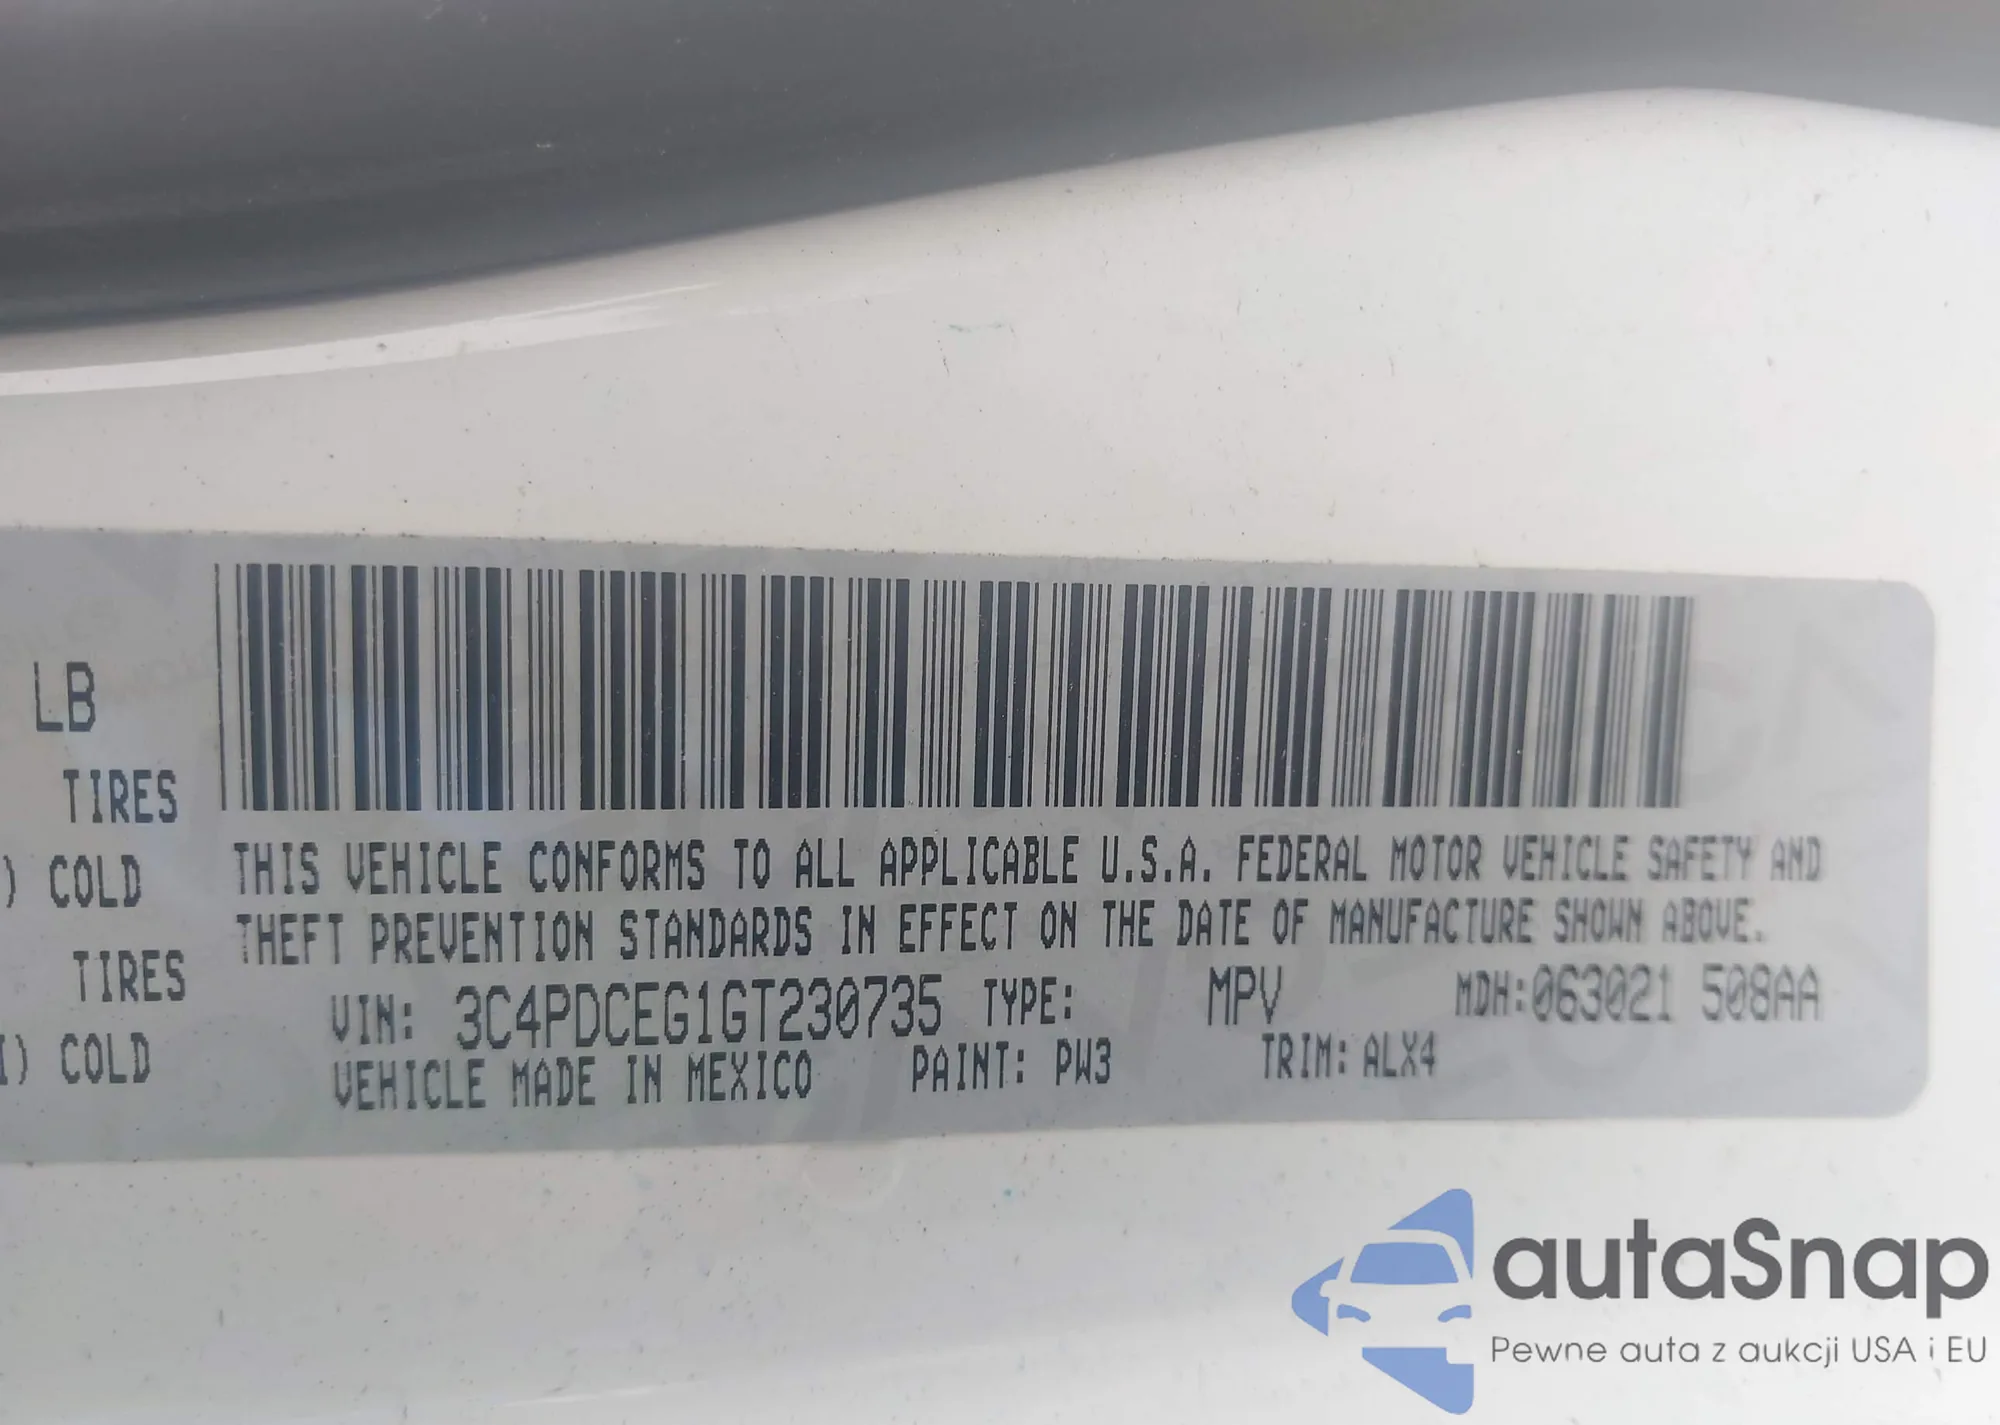 LB
TIRES
) COLD
TIRES
I) COLD
THIS VEHICLE CONFORMS TO ALL APPLICABLE U.S.A. FEDERAL MOTOR VEHICLE SAFETY AND
THEFT PREVENTION STANDARDS IN EFFECT ON THE DATE OF MANUFACTURE SHOWN ABOVE.
VIN: 3C4PDCEG1GT230735 TYPE: MPV MDH:063021 508AA
VEHICLE MADE IN MEXICO PAINT: PW3 TRIM: ALX4
autaSnap
Pewne auta z aukcji USA i EU